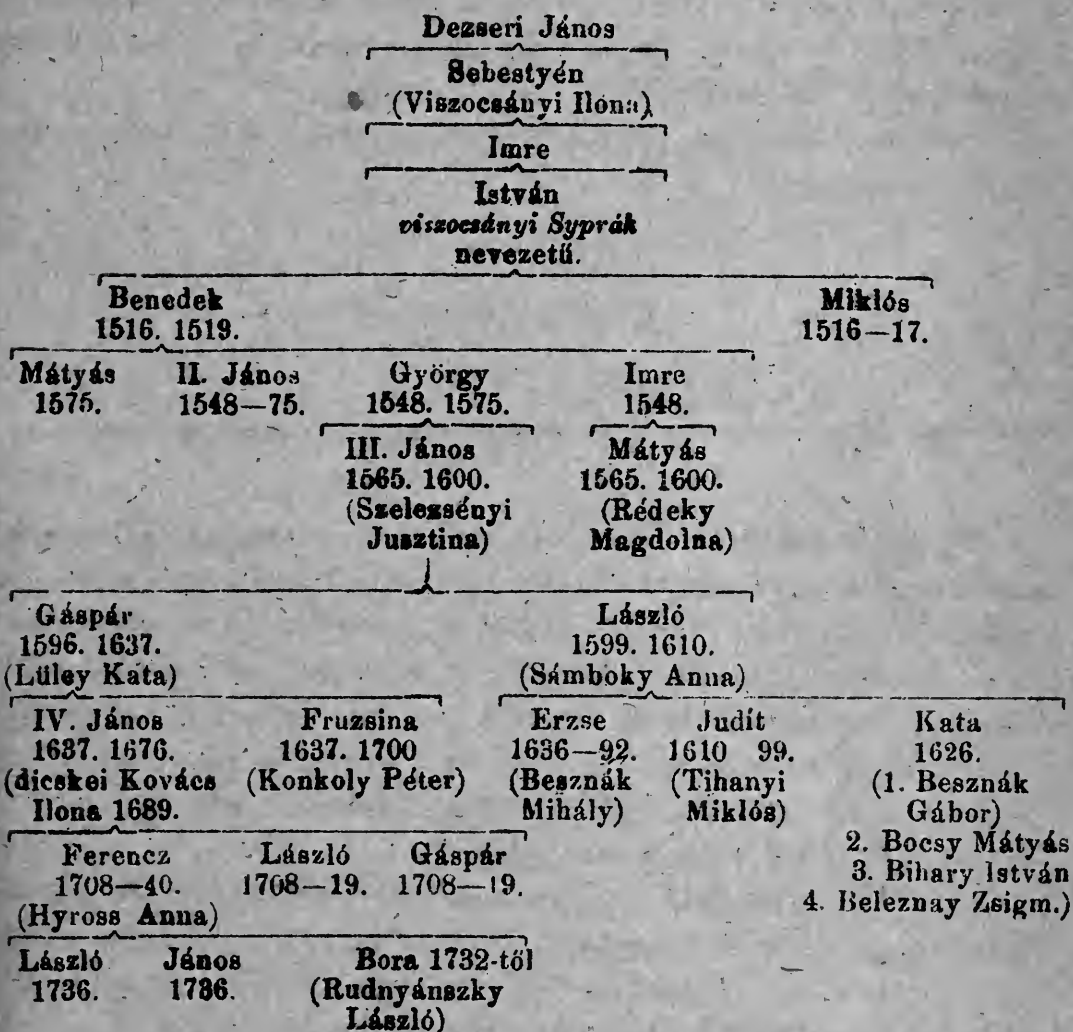 Dezseri János
Sebestyén
(Viszocsányi Ilona)
Imre
István
viszocsányi Syprák
nevezetű.
Benedek Miklós
1516. 1519. 1516—17.
Mátyás II. János György Imre
1575. 1548—75. 1548. 1575. 1548.
III. János Mátyás
1565. 1600. 1565. 1600.
(Szelezsényi (Rédeky
Jusztina) Magdolna)
Gáspár László
1596. 1637. 1599. 1610.
(Lüley Kata) (Sámboky Anna)
IV. János Fruzsina Erzse Judít Kata
1637. 1676. 1637. 1700 1636—92. 1610 99. 1626.
(dicskei Kovács (Konkoly Péter) (Besznák (Tihanyi (1. Besznák
Ilona 1689. Mihály) Miklós) Gábor)
Ferencz László Gáspár 2. Bocsy Mátyás
1708—40. 1708—19. 1708—19. 3. Bihary István
(Hyross Anna) 4. Beleznay Zsigm.)
László János Bora 1732-től
1736. 1736. (Rudnyánszky
László)